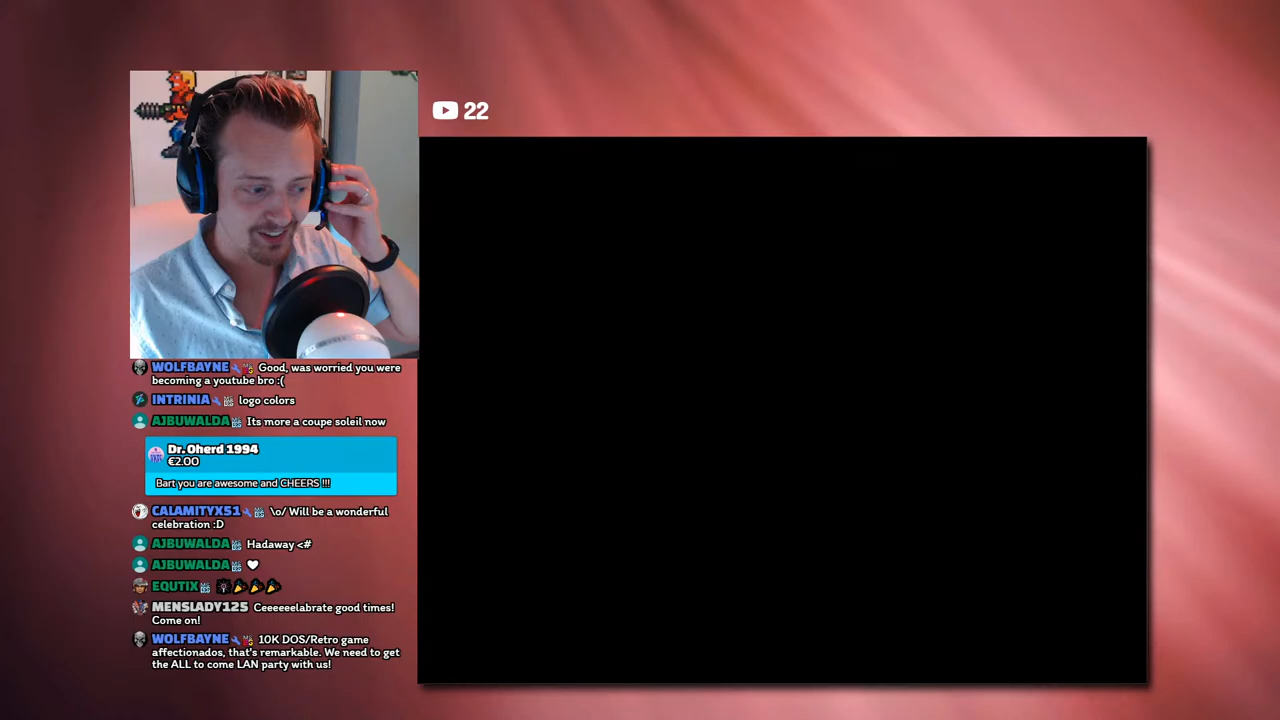 22
WOLFBAYNE Good, was worried you were
becoming a youtube bro :(
INTRINIA logo colors
AJBUWALDA Its more a coupe soleil now
Dr. Oherd 1994
€2.00
Bart you are awesome and CHEERS !!!
CALAMITYX51 \o/ Will be a wonderful
celebration :D
AJBUWALDA Hadaway <#
AJBUWALDA
EQUTIX
MENSLADY125 Ceeeeeelabrate good times!
Come on!
WOLFBAYNE 10K DOS/Retro game
affectionados, that's remarkable. We need to get
the ALL to come LAN party with us!